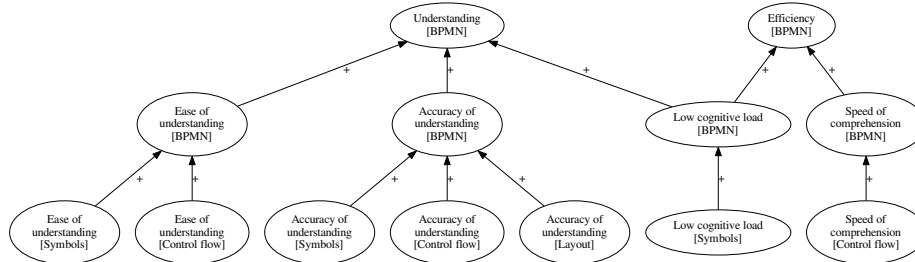 Understanding
[BPMN]
Efficiency
[BPMN]
+
+
+
+
+
Ease of
understanding
[BPMN]
Accuracy of
understanding
[BPMN]
Low cognitive load
[BPMN]
Speed of
comprehension
[BPMN]
+
+
+
+
+
+
+
Ease of
understanding
[Symbols]
Ease of
understanding
[Control flow]
Accuracy of
understanding
[Symbols]
Accuracy of
understanding
[Control flow]
Accuracy of
understanding
[Layout]
Low cognitive load
[Symbols]
Speed of
comprehension
[Control flow]